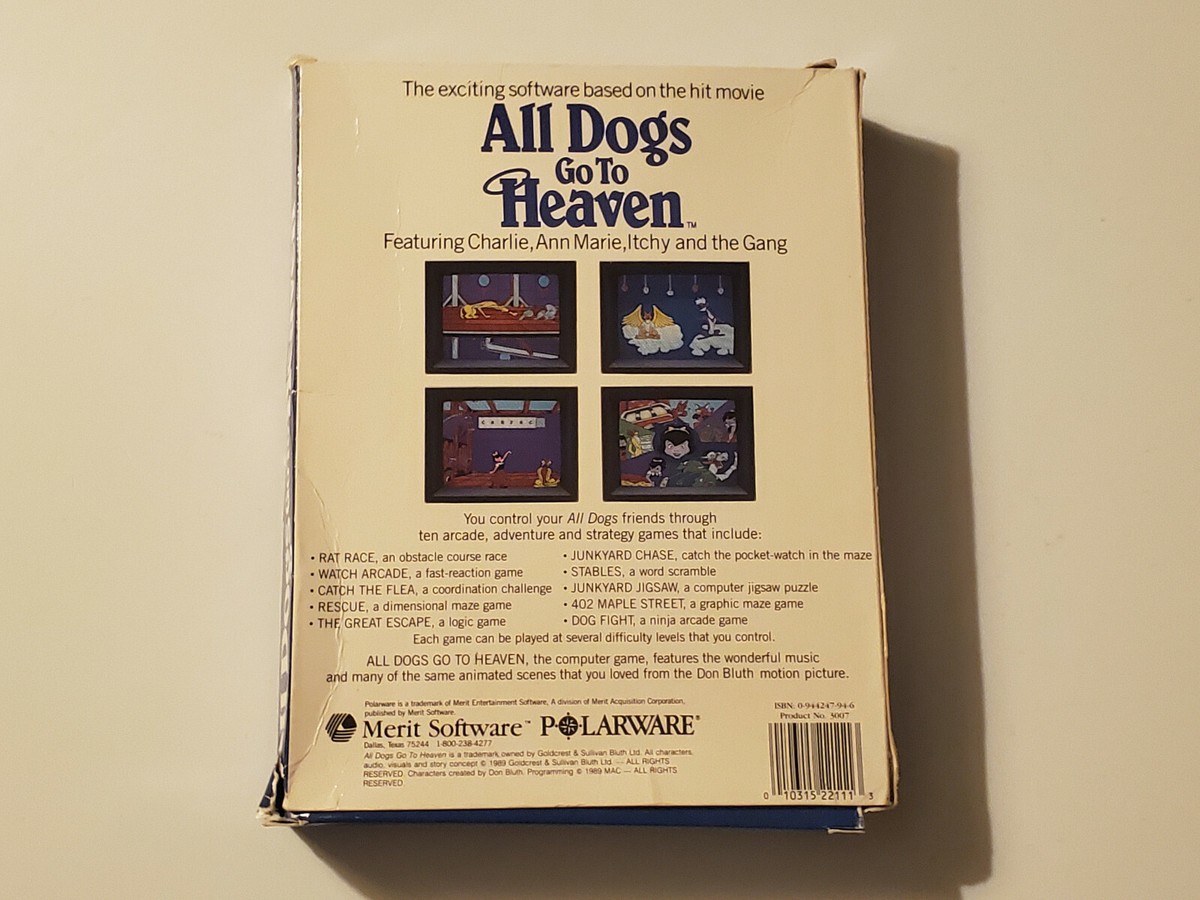 The exciting software based on the hit movie
All Dogs
Go To
Heaven™
Featuring Charlie, Ann Marie, Itchy and the Gang
You control your All Dogs friends through
ten arcade, adventure and strategy games that include:
• RAT RACE, an obstacle course race
• WATCH ARCADE, a fast-reaction game
• CATCH THE FLEA, a coordination challenge
• RESCUE, a dimensional maze game
• THE GREAT ESCAPE, a logic game
• JUNKYARD CHASE, catch the pocket-watch in the maze
• STABLES, a word scramble
• JUNKYARD JIGSAW, a computer jigsaw puzzle
• 402 MAPLE STREET, a graphic maze game
• DOG FIGHT, a ninja arcade game
Each game can be played at several difficulty levels that you control.
ALL DOGS GO TO HEAVEN, the computer game, features the wonderful music
and many of the same animated scenes that you loved from the Don Bluth motion picture.
Polarware is a trademark of Merit Entertainment Software, A division of Merit Acquisition Corporation,
published by Merit Software.
Merit Software™ POLARWARE®
Dallas, Texas 75244 1-800-238-4277
All Dogs Go To Heaven is a trademark owned by Goldcrest & Sullivan Bluth Ltd. All characters,
audio, visuals and story concept © 1989 Goldcrest & Sullivan Bluth Ltd. — ALL RIGHTS
RESERVED. Characters created by Don Bluth. Programming © 1989 MAC — ALL RIGHTS
RESERVED
ISBN: 0-944247-94-6
Product No. 3007
0 10315 22111 3